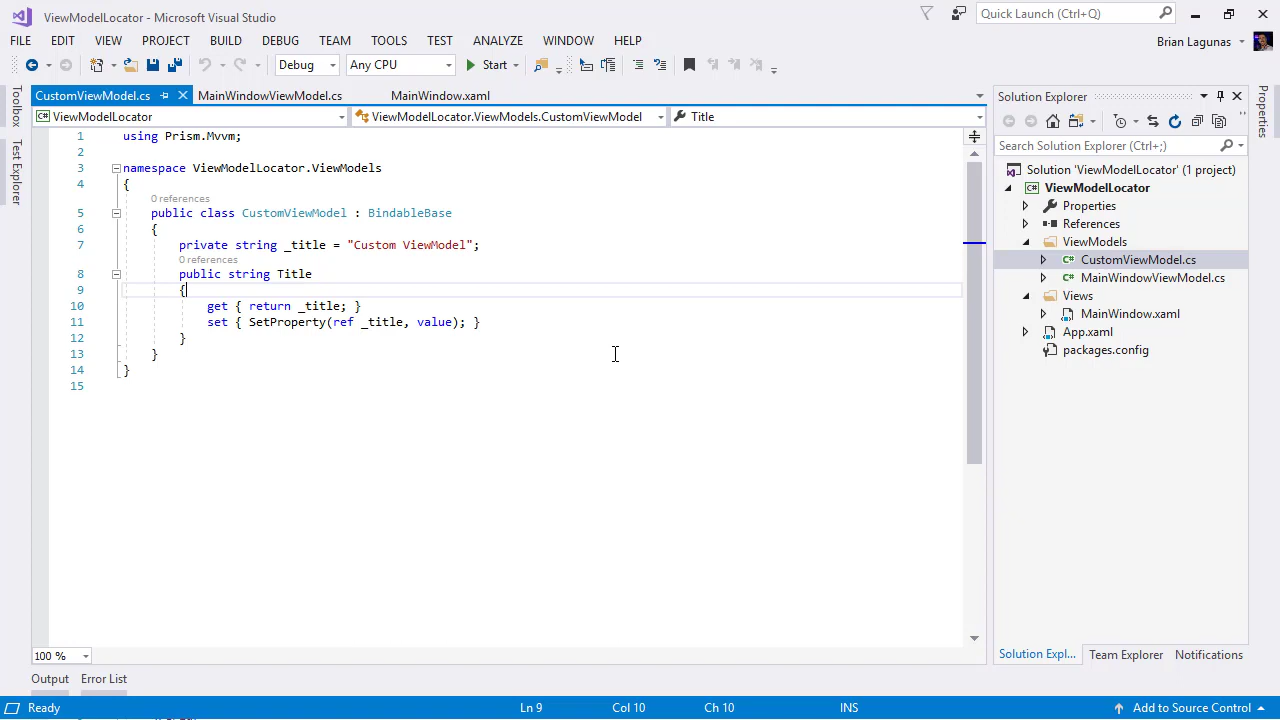 ViewModelLocator - Microsoft Visual Studio
Quick Launch (Ctrl+Q)
FILE EDIT VIEW PROJECT BUILD DEBUG TEAM TOOLS TEST ANALYZE WINDOW HELP
Brian Lagunas
Debug Any CPU Start
Toolbox
Test Explorer
CustomViewModel.cs MainWindowViewModel.cs MainWindow.xaml
ViewModelLocator ViewModelLocator.ViewModels.CustomViewModel Title
1 using Prism.Mvvm;
2
3 namespace ViewModelLocator.ViewModels
4 {
0 references
5 public class CustomViewModel : BindableBase
6 {
7 private string _title = "Custom ViewModel";
0 references
8 public string Title
9 {
10 get { return _title; }
11 set { SetProperty(ref _title, value); }
12 }
13 }
14 }
15
100 %
Solution Explorer
Search Solution Explorer (Ctrl+;)
Solution 'ViewModelLocator' (1 project)
ViewModelLocator
Properties
References
ViewModels
CustomViewModel.cs
MainWindowViewModel.cs
Views
MainWindow.xaml
App.xaml
packages.config
Solution Expl... Team Explorer Notifications
Properties
Output Error List
Ready Ln 9 Col 10 Ch 10 INS Add to Source Control